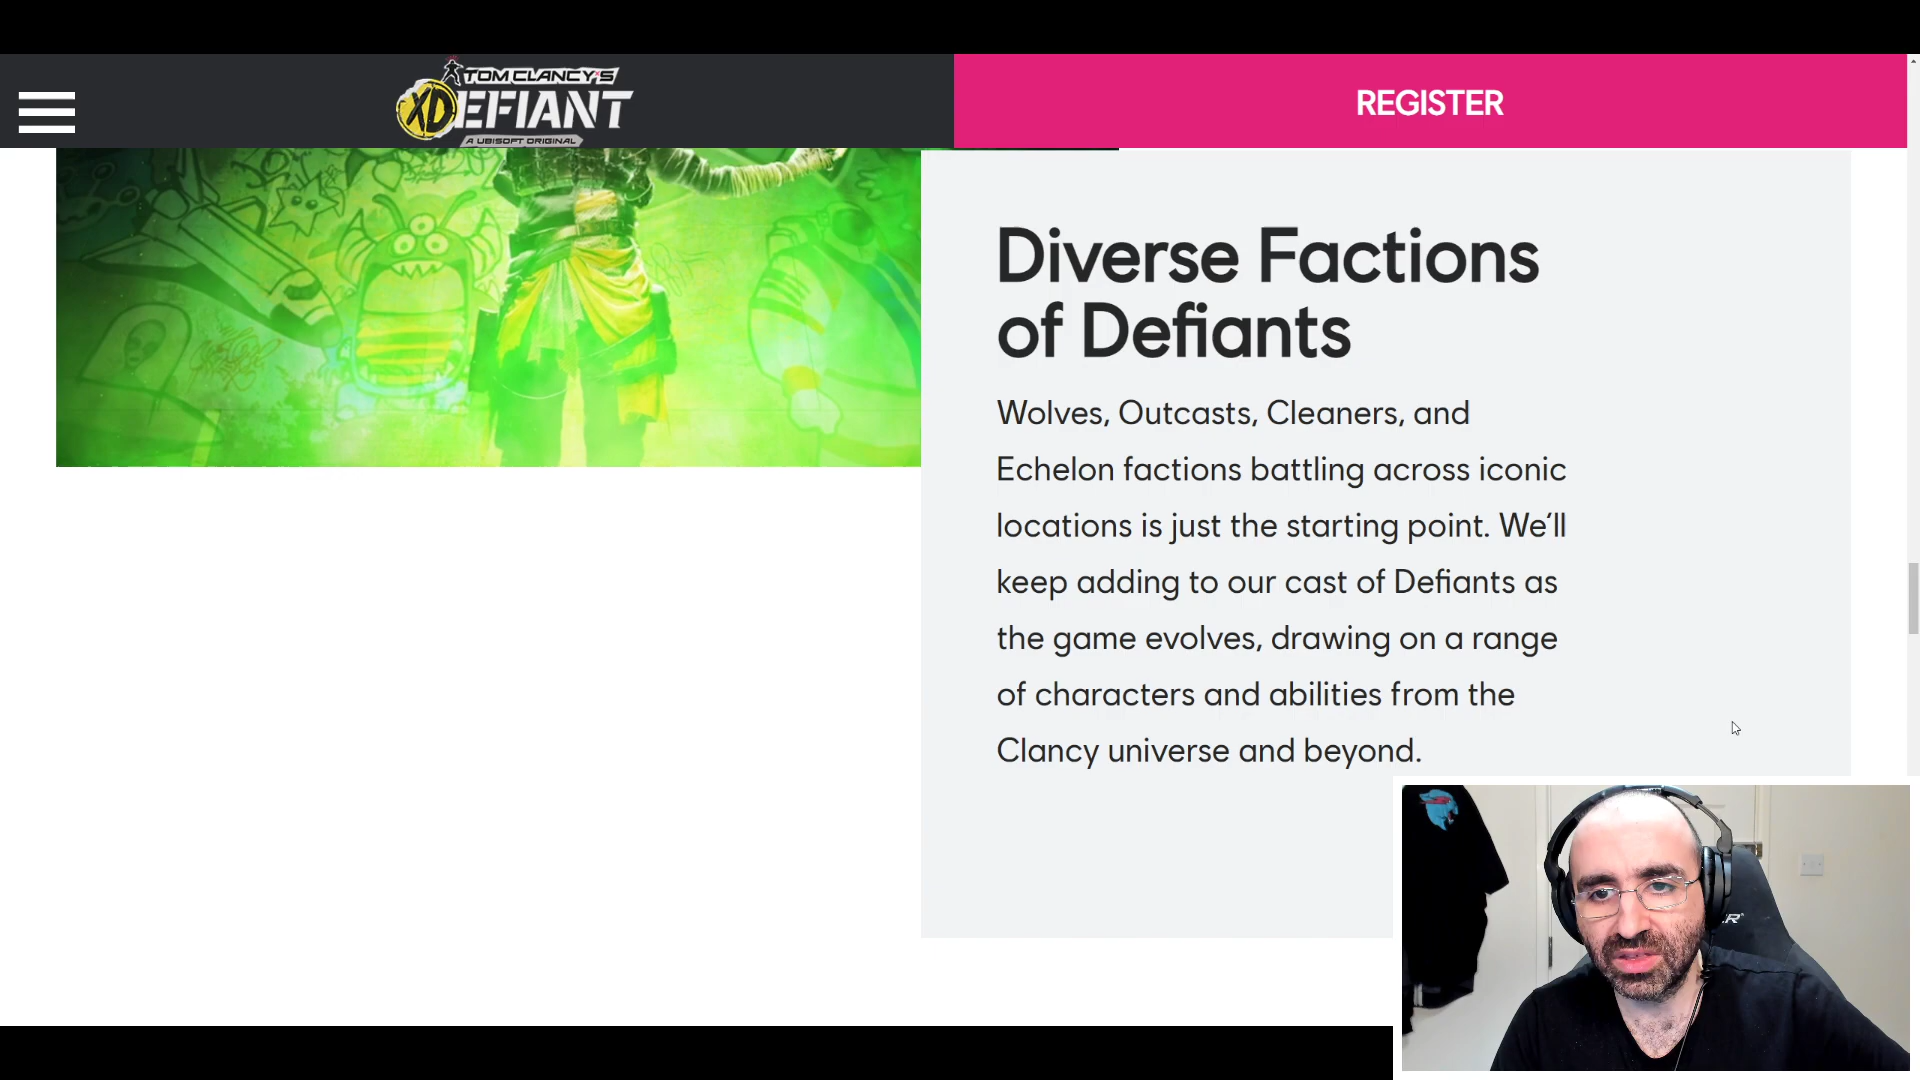 TOM CLANCY'S
XDEFIANT
A UBISOFT ORIGINAL
REGISTER
Diverse Factions
of Defiants
Wolves, Outcasts, Cleaners, and
Echelon factions battling across iconic
locations is just the starting point. We'll
keep adding to our cast of Defiants as
the game evolves, drawing on a range
of characters and abilities from the
Clancy universe and beyond.